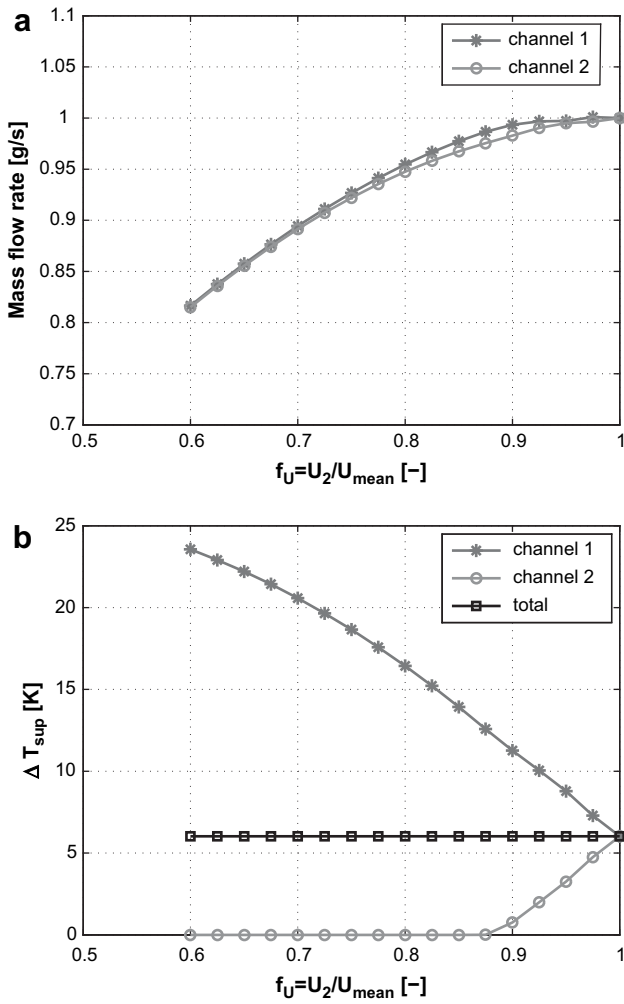 a
1.1
1.05
1
0.95
0.9
0.85
0.8
0.75
0.7
Mass flow rate [g/s]
channel 1
channel 2
0.5 0.6 0.7 0.8 0.9 1
f_U=U_2/U_mean [−]
b
25
20
15
10
5
0
Δ T_sup [K]
channel 1
channel 2
total
0.5 0.6 0.7 0.8 0.9 1
f_U=U_2/U_mean [−]